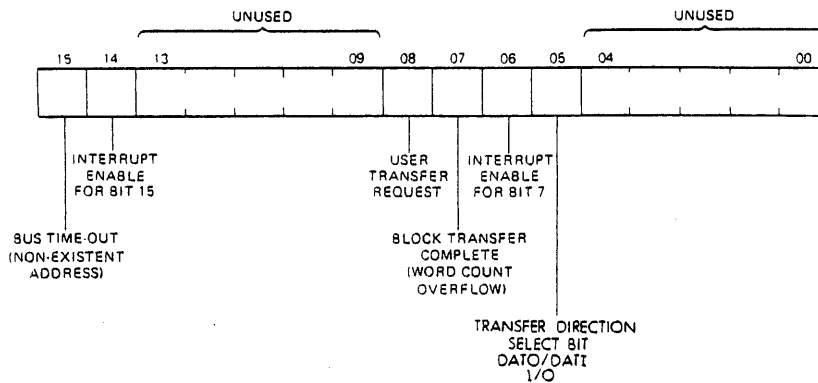 UNUSED UNUSED
15 14 13 09 08 07 06 05 04 00
INTERRUPT
ENABLE
FOR BIT 15
USER
TRANSFER
REQUEST
INTERRUPT
ENABLE
FOR BIT 7
BUS TIME-OUT
(NON-EXISTENT
ADDRESS)
BLOCK TRANSFER
COMPLETE
(WORD COUNT
OVERFLOW)
TRANSFER DIRECTION
SELECT BIT
DATO/DATI
1/0